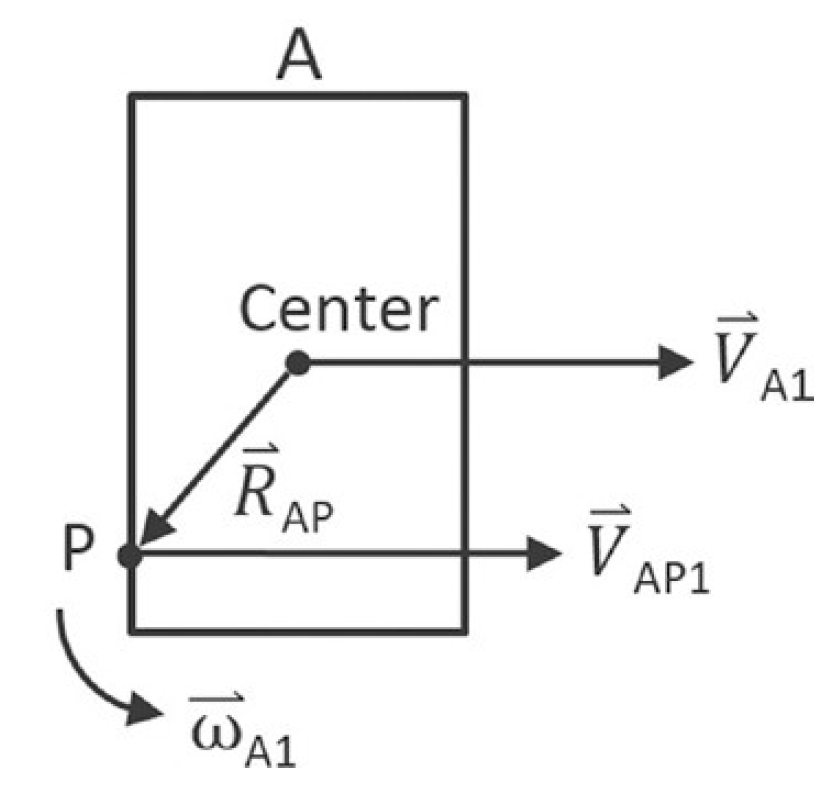 A
Center
V⃗ A1
R⃗ AP
P
V⃗ AP1
ω⃗ A1